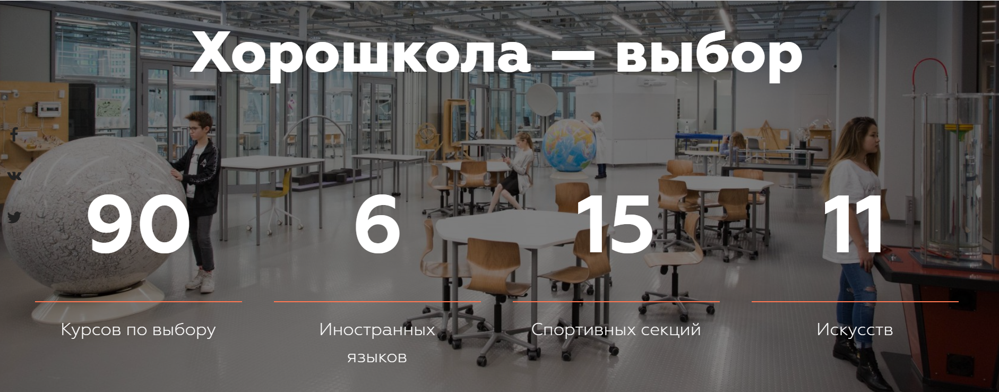 Хорошкола — выбор
90
6
15
11
Курсов по выбору
Иностранных
языков
Спортивных секций
Искусств